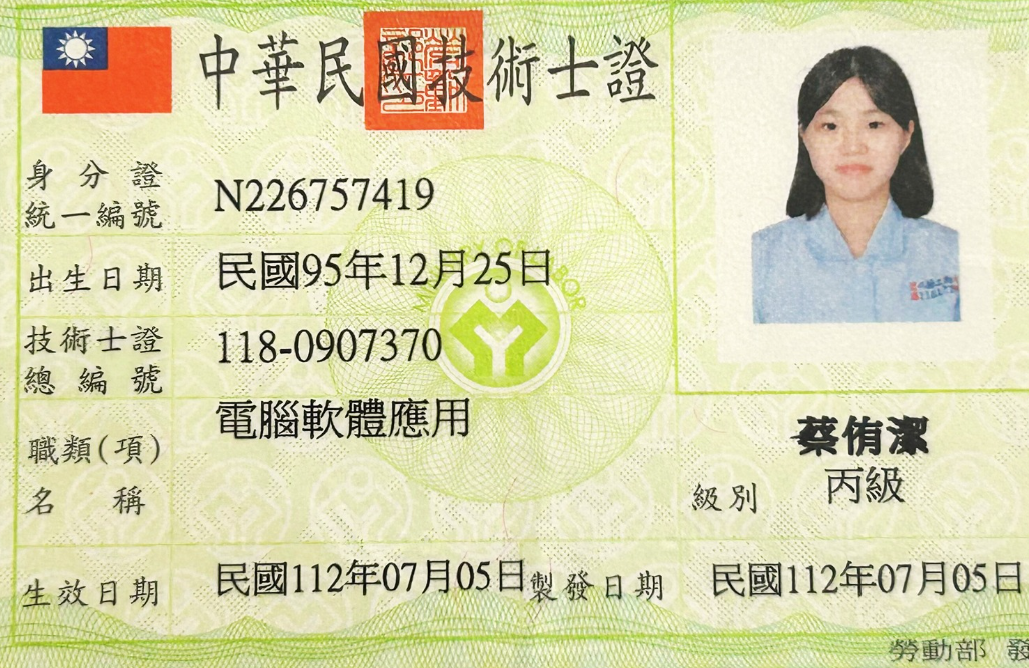 中華民國技術士證
身分證
統一編號 N226757419
出生日期 民國95年12月25日
技術士證
總編號 118-0907370
職類(項)
名稱 電腦軟體應用
蔡侑潔
級別 丙級
生效日期 民國112年07月05日 製發日期 民國112年07月05日
勞動部 發